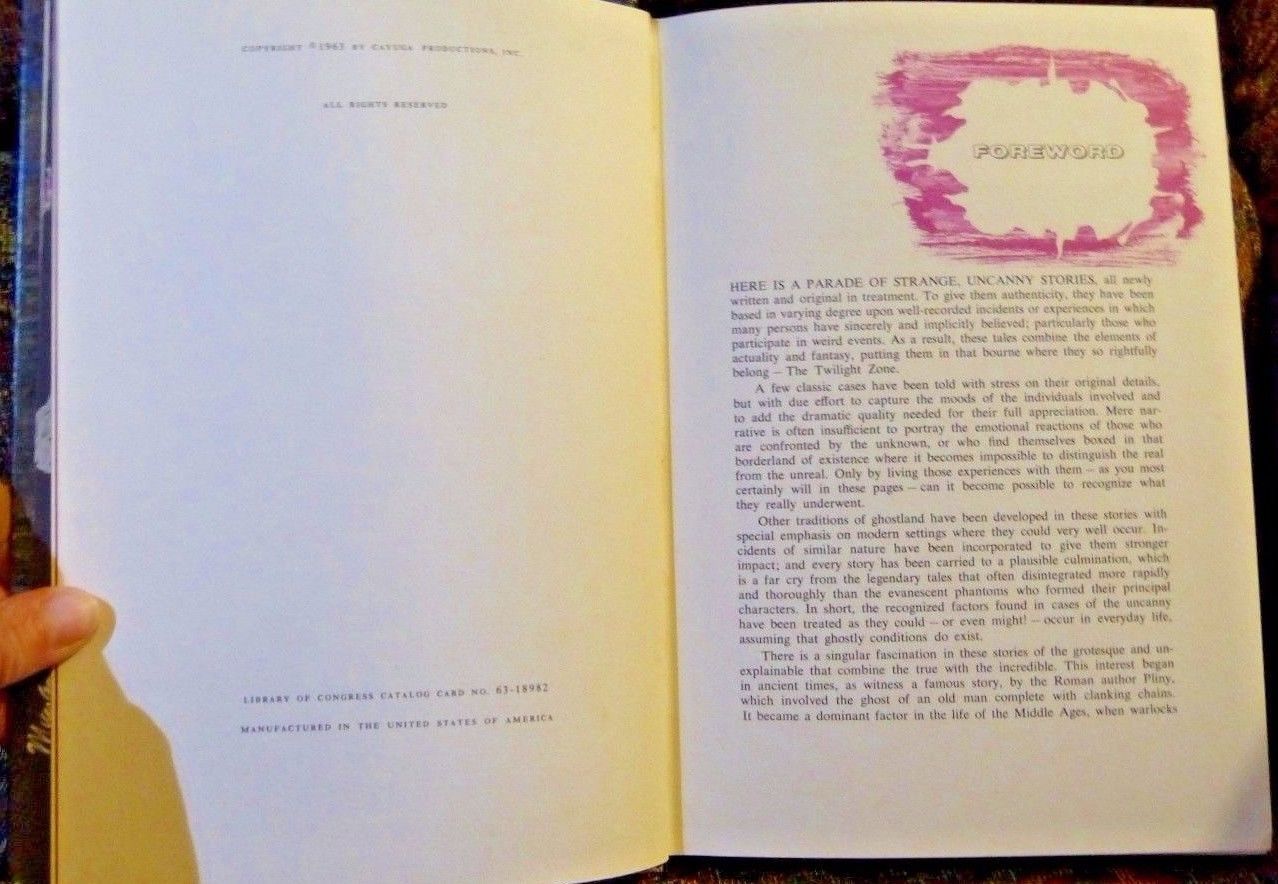 COPYRIGHT ©1963 BY CAYUGA PRODUCTIONS, INC.
ALL RIGHTS RESERVED
LIBRARY OF CONGRESS CATALOG CARD NO. 63-18982
MANUFACTURED IN THE UNITED STATES OF AMERICA
FOREWORD
HERE IS A PARADE OF STRANGE, UNCANNY STORIES, all newly
written and original in treatment. To give them authenticity, they have been
based in varying degree upon well-recorded incidents or experiences in which
many persons have sincerely and implicitly believed; particularly those who
participate in weird events. As a result, these tales combine the elements of
actuality and fantasy, putting them in that bourne where they so rightfully
belong – The Twilight Zone.
A few classic cases have been told with stress on their original details,
but with due effort to capture the moods of the individuals involved and
to add the dramatic quality needed for their full appreciation. Mere nar-
rative is often insufficient to portray the emotional reactions of those who
are confronted by the unknown, or who find themselves boxed in that
borderland of existence where it becomes impossible to distinguish the real
from the unreal. Only by living those experiences with them – as you most
certainly will in these pages – can it become possible to recognize what
they really underwent.
Other traditions of ghostland have been developed in these stories with
special emphasis on modern settings where they could very well occur. In-
cidents of similar nature have been incorporated to give them stronger
impact; and every story has been carried to a plausible culmination, which
is a far cry from the legendary tales that often disintegrated more rapidly
and thoroughly than the evanescent phantoms who formed their principal
characters. In short, the recognized factors found in cases of the uncanny
have been treated as they could – or even might! – occur in everyday life,
assuming that ghostly conditions do exist.
There is a singular fascination in these stories of the grotesque and un-
explainable that combine the true with the incredible. This interest began
in ancient times, as witness a famous story, by the Roman author Pliny,
which involved the ghost of an old man complete with clanking chains.
It became a dominant factor in the life of the Middle Ages, when warlocks